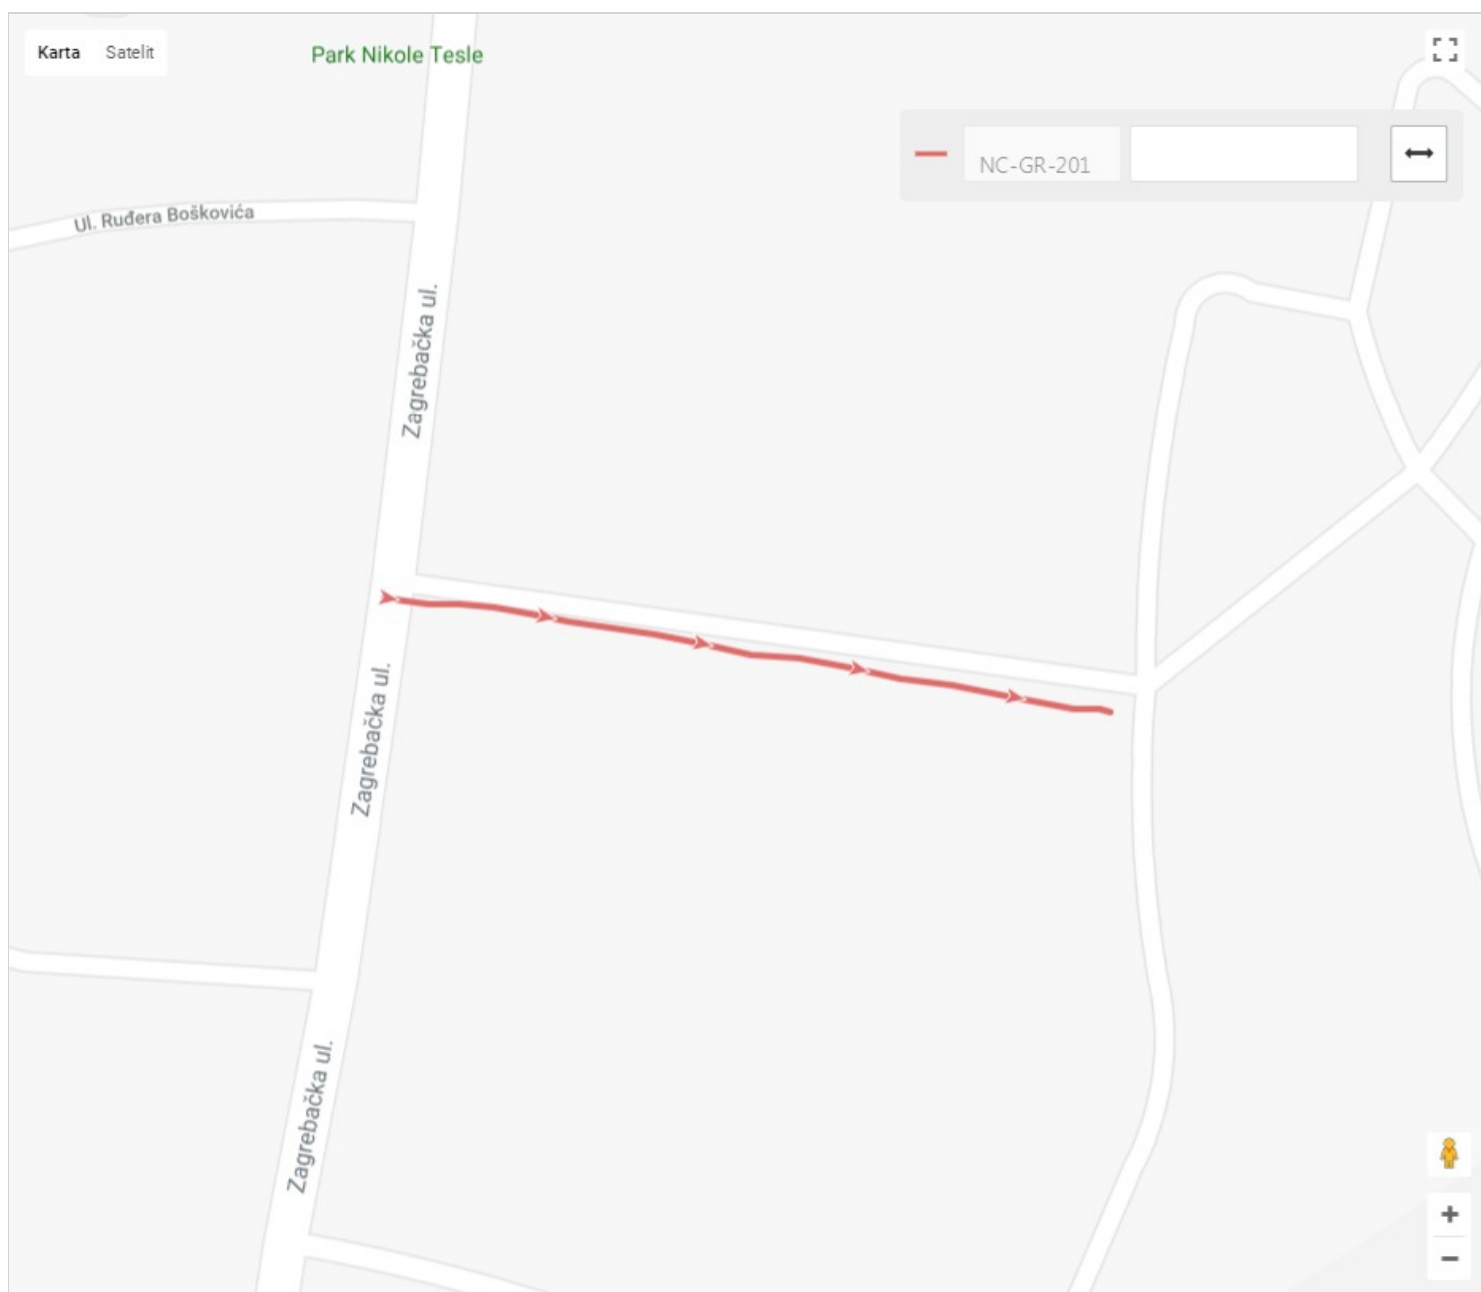 Karta Satelit
Park Nikole Tesle
NC-GR-201
Ul. Ruđera Boškovića
Zagrebačka ul.
Zagrebačka ul.
Zagrebačka ul.
+
−